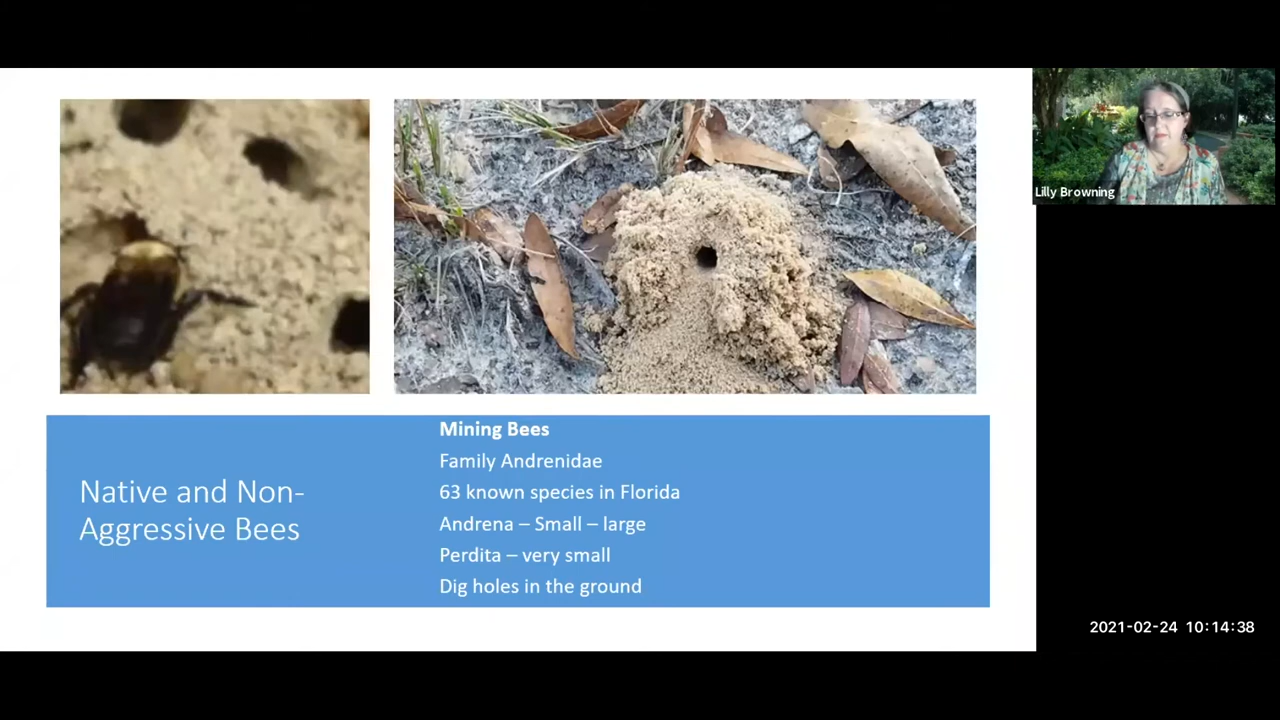 Lilly Browning
Native and Non-
Aggressive Bees
Mining Bees
Family Andrenidae
63 known species in Florida
Andrena – Small – large
Perdita – very small
Dig holes in the ground
2021-02-24 10:14:38